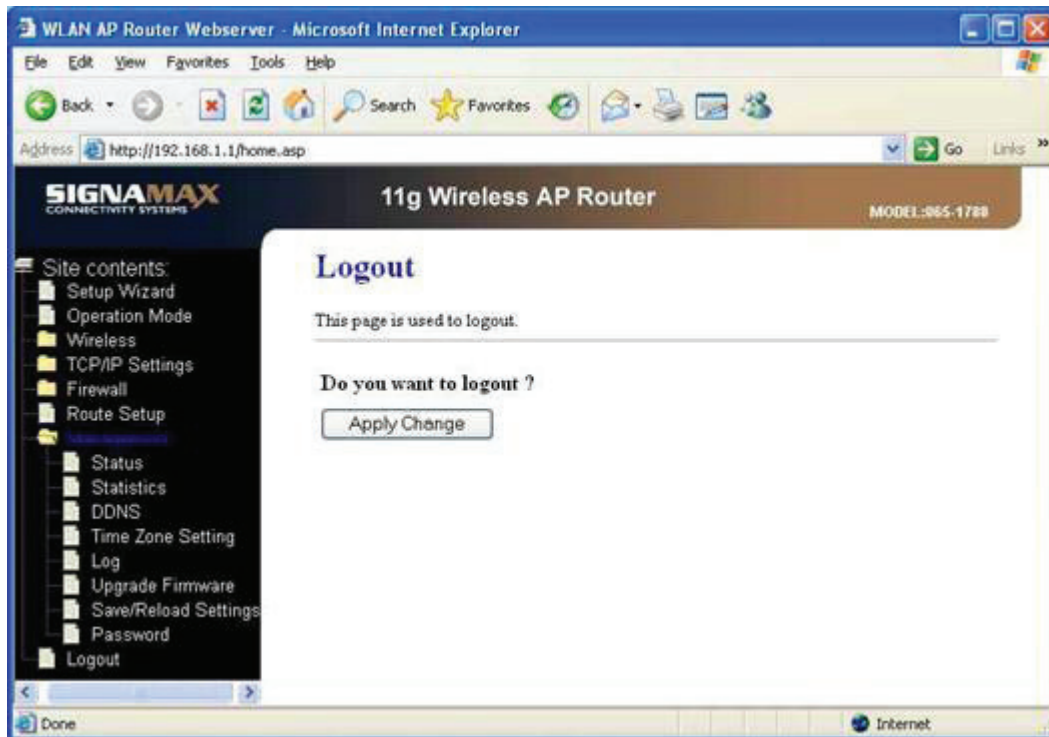 WLAN AP Router Webserver - Microsoft Internet Explorer
File Edit View Favorites Tools Help
Back Search Favorites
Address http://192.168.1.1/home.asp Go Links »
SIGNAMAX
CONNECTIVITY SYSTEMS
11g Wireless AP Router
MODEL:065-1788
Site contents:
Setup Wizard
Operation Mode
Wireless
TCP/IP Settings
Firewall
Route Setup
Status
Statistics
DDNS
Time Zone Setting
Log
Upgrade Firmware
Save/Reload Settings
Password
Logout
Logout
This page is used to logout.
Do you want to logout ?
Apply Change
Done Internet